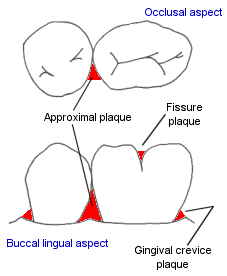 Occlusal aspect
Approximal plaque
Fissure
plaque
Buccal lingual aspect
Gingival crevice
plaque